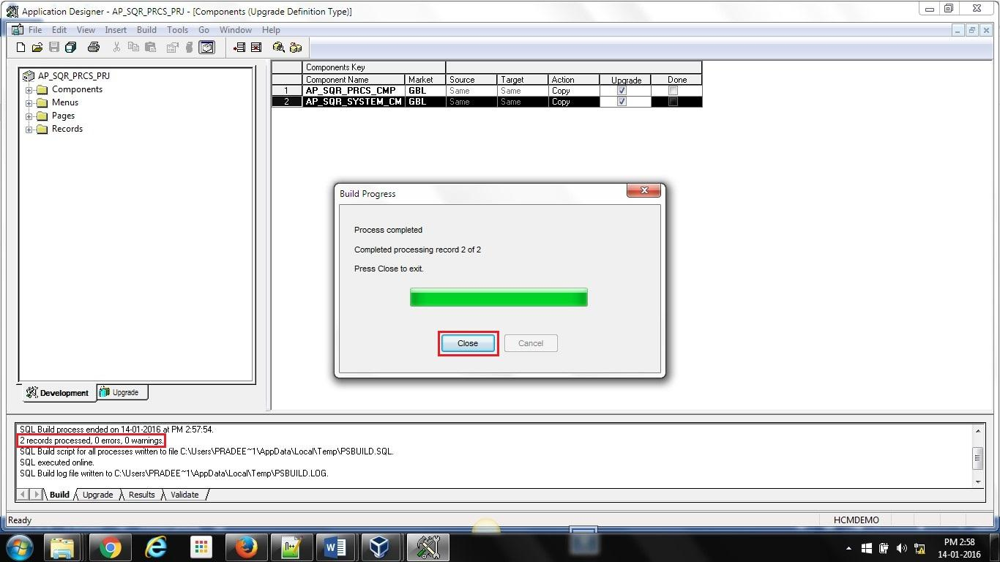 Application Designer - AP_SQR_PRCS_PRJ - [Components (Upgrade Definition Type)]
File Edit View Insert Build Tools Go Window Help
AP_SQR_PRCS_PRJ
Components
Menus
Pages
Records
Development Upgrade
Components Key
Component Name Market Source Target Action Upgrade Done
1 AP_SQR_PRCS_CMP GBL Same Same Copy
2 AP_SQR_SYSTEM_CM GBL Same Same Copy
Build Progress
Process completed
Completed processing record 2 of 2
Press Close to exit.
Close Cancel
SQL Build process ended on 14-01-2016 at PM 2:57:54.
2 records processed, 0 errors, 0 warnings.
SQL Build script for all processes written to file C:\Users\PRADEE~1\AppData\Local\Temp\PSBUILD.SQL.
SQL executed online.
SQL Build log file written to C:\Users\PRADEE~1\AppData\Local\Temp\PSBUILD.LOG.
Build Upgrade Results Validate
Ready HCMDEMO
PM 2:58
14-01-2016